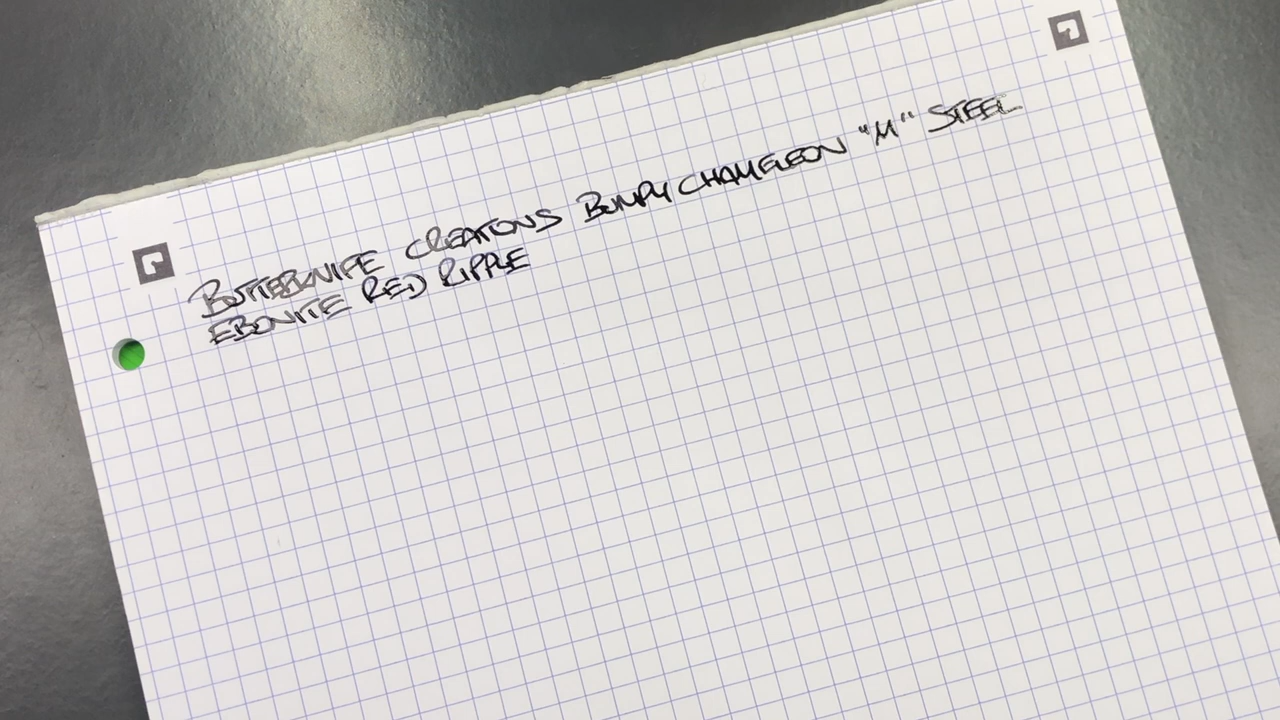 BUTTERKNIFE CREATIONS BUMPY CHAMELEON "M" STEEL
EBONITE RED RIPPLE